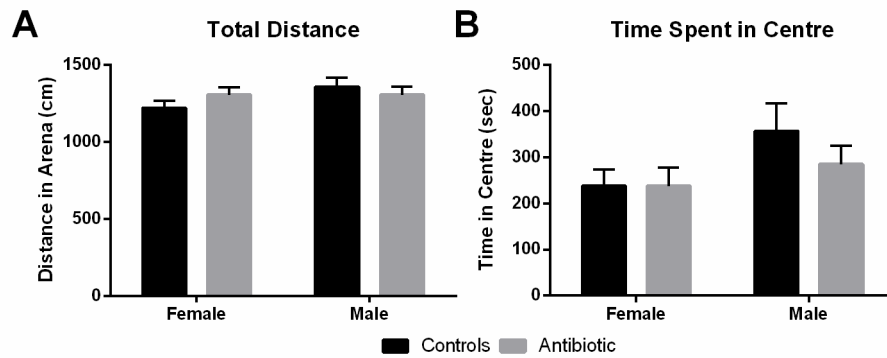 A
Total Distance
Distance in Arena (cm)
1500
1000
500
0
Female
Male
B
Time Spent in Centre
Time in Centre (sec)
500
400
300
200
100
0
Female
Male
Controls
Antibiotic